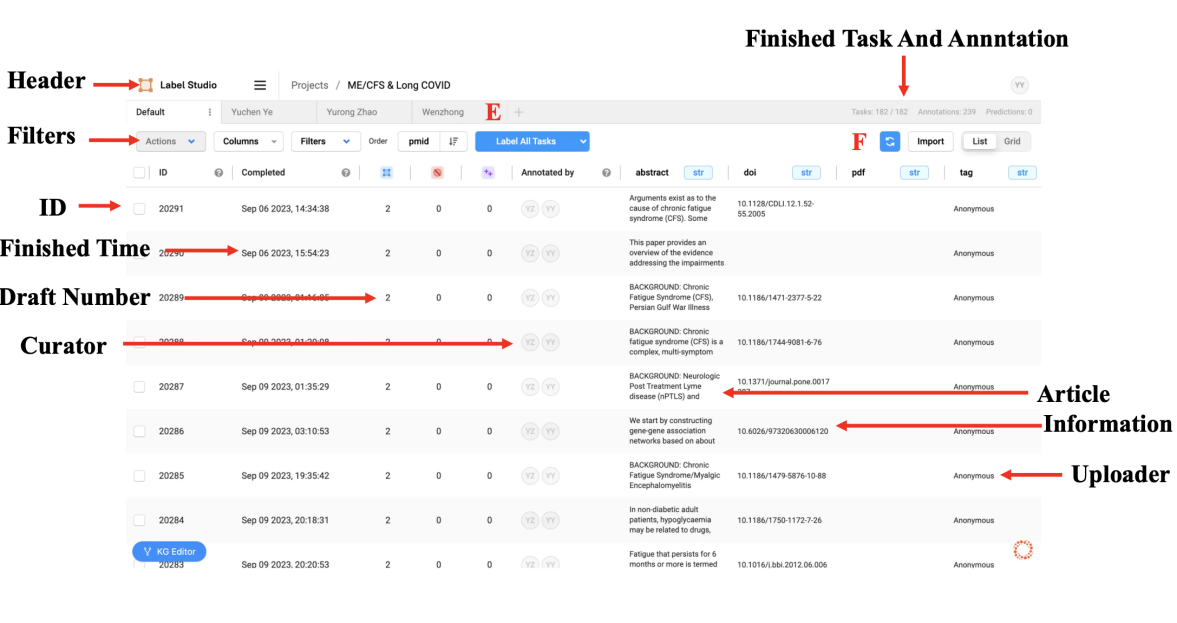 Finished Task And Annntation
Header
Label Studio
Projects / ME/CFS & Long COVID
YY
Default
Yuchen Ye
Yurong Zhao
Wenzhong
E
+
Tasks: 182 / 182 Annotations: 239 Predictions: 0
Filters
Actions
Columns
Filters
Order
pmid
Label All Tasks
F
Import
List
Grid
ID
Completed
Annotated by
abstract str
doi str
pdf str
tag str
ID
20291 Sep 06 2023, 14:34:38 2 0 0 YZ YY
Arguments exist as to the
cause of chronic fatigue
syndrome (CFS). Some
10.1128/CDLI.12.1.52-
55.2005
Anonymous
Finished Time
20290 Sep 06 2023, 15:54:23 2 0 0 YZ YY
This paper provides an
overview of the evidence
addressing the impairments
Anonymous
Draft Number
20289 Sep 09 2023, 01:16:05 2 0 0 YZ YY
BACKGROUND: Chronic
Fatigue Syndrome (CFS),
Persian Gulf War Illness
10.1186/1471-2377-5-22
Anonymous
Curator
20288 Sep 09 2023, 2 0 0 YZ YY
BACKGROUND: Chronic
fatigue syndrome (CFS) is a
complex, multi-symptom
10.1186/1744-9081-6-76
Anonymous
20287 Sep 09 2023, 01:35:29 2 0 0 YZ YY
BACKGROUND: Neurologic
Post Treatment Lyme
disease (nPTLS) and
10.1371/journal.pone.0017
Anonymous
Article
Information
20286 Sep 09 2023, 03:10:53 2 0 0 YZ YY
We start by constructing
gene-gene association
networks based on about
10.6026/97320630006120
Anonymous
20285 Sep 09 2023, 19:35:42 2 0 0 YZ YY
BACKGROUND: Chronic
Fatigue Syndrome/Myalgic
Encephalomyelitis
10.1186/1479-5876-10-88
Anonymous
Uploader
20284 Sep 09 2023, 20:18:31 2 0 0 YZ YY
In non-diabetic adult
patients, hypoglycaemia
may be related to drugs,
10.1186/1750-1172-7-26
Anonymous
KG Editor
20283 Sep 09 2023, 20:20:53 2 0 0 YZ YY
Fatigue that persists for 6
months or more is termed
10.1016/j.bbi.2012.06.006
Anonymous